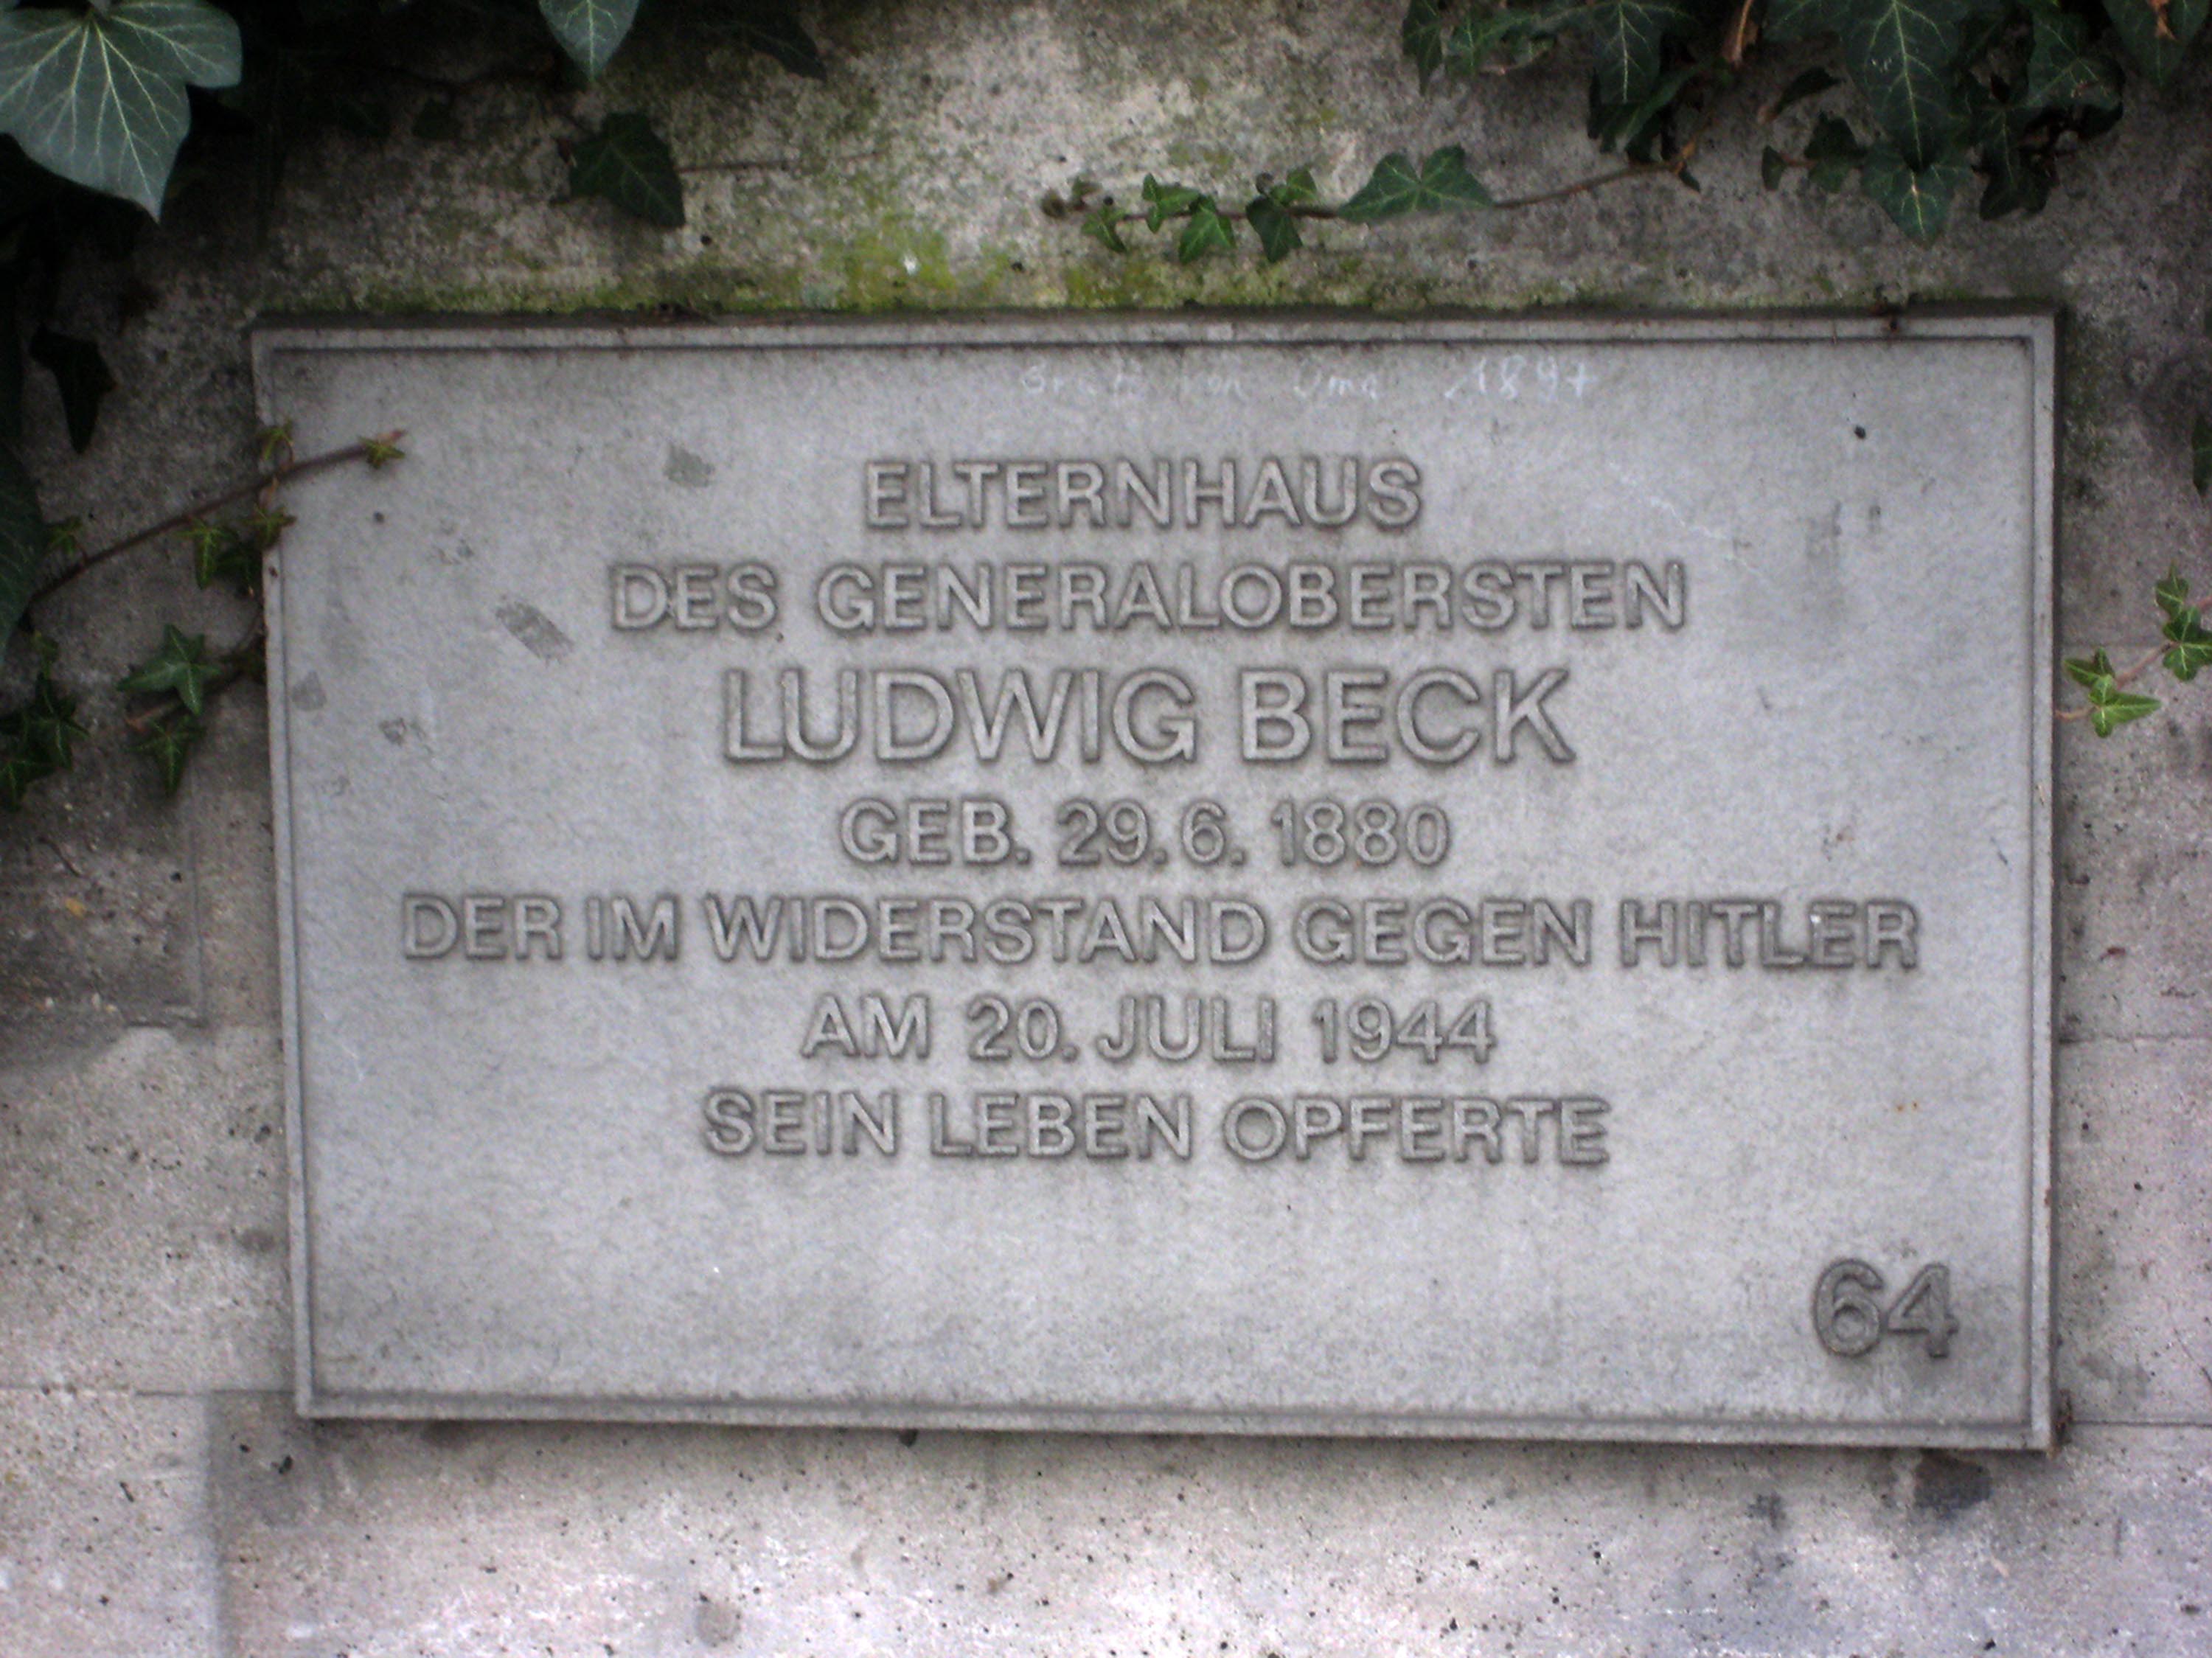 1897
ELTERNHAUS
DES GENERALOBERSTEN
LUDWIG BECK
GEB. 29. 6. 1880
DER IM WIDERSTAND GEGEN HITLER
AM 20. JULI 1944
SEIN LEBEN OPFERTE
64